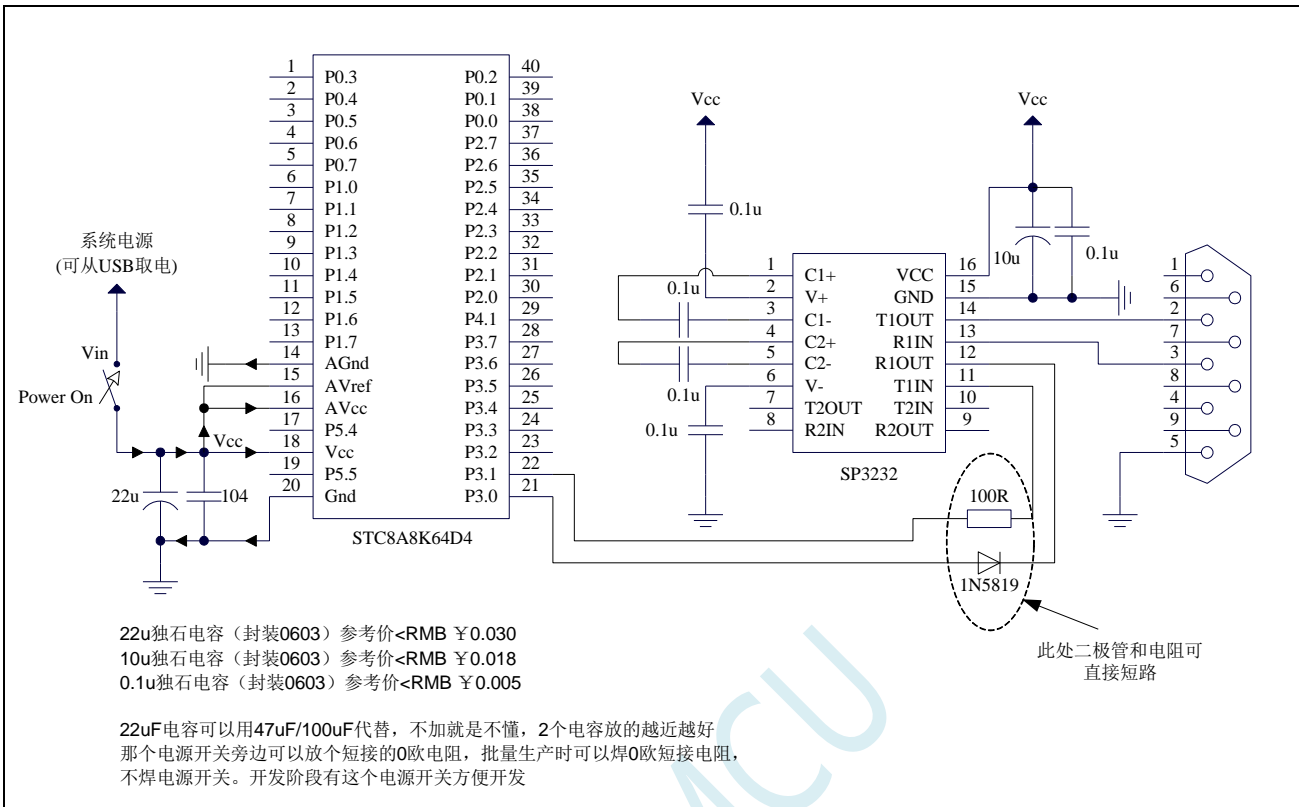 1 P0.3 P0.2 40
2 P0.4 P0.1 39
3 P0.5 P0.0 38
4 P0.6 P2.7 37
5 P0.7 P2.6 36
6 P1.0 P2.5 35
7 P1.1 P2.4 34
8 P1.2 P2.3 33
9 P1.3 P2.2 32
10 P1.4 P2.1 31
11 P1.5 P2.0 30
12 P1.6 P4.1 29
13 P1.7 P3.7 28
14 AGnd P3.6 27
15 AVref P3.5 26
16 AVcc P3.4 25
17 P5.4 P3.3 24
18 Vcc P3.2 23
19 P5.5 P3.1 22
20 Gnd P3.0 21
STC8A8K64D4
系统电源
(可从USB取电)
Vin
Power On
Vcc
22u
104
Vcc
0.1u
0.1u
0.1u
0.1u
1 C1+ VCC 16
2 V+ GND 15
3 C1- T1OUT 14
4 C2+ R1IN 13
5 C2- R1OUT 12
6 V- T1IN 11
7 T2OUT T2IN 10
8 R2IN R2OUT 9
SP3232
Vcc
10u
0.1u
1
6
2
7
3
8
4
9
5
100R
1N5819
此处二极管和电阻可
直接短路
22u独石电容（封装0603）参考价<RMB ￥0.030
10u独石电容（封装0603）参考价<RMB ￥0.018
0.1u独石电容（封装0603）参考价<RMB ￥0.005
22uF电容可以用47uF/100uF代替，不加就是不懂，2个电容放的越近越好
那个电源开关旁边可以放个短接的0欧电阻，批量生产时可以焊0欧短接电阻，
不焊电源开关。开发阶段有这个电源开关方便开发
MCU